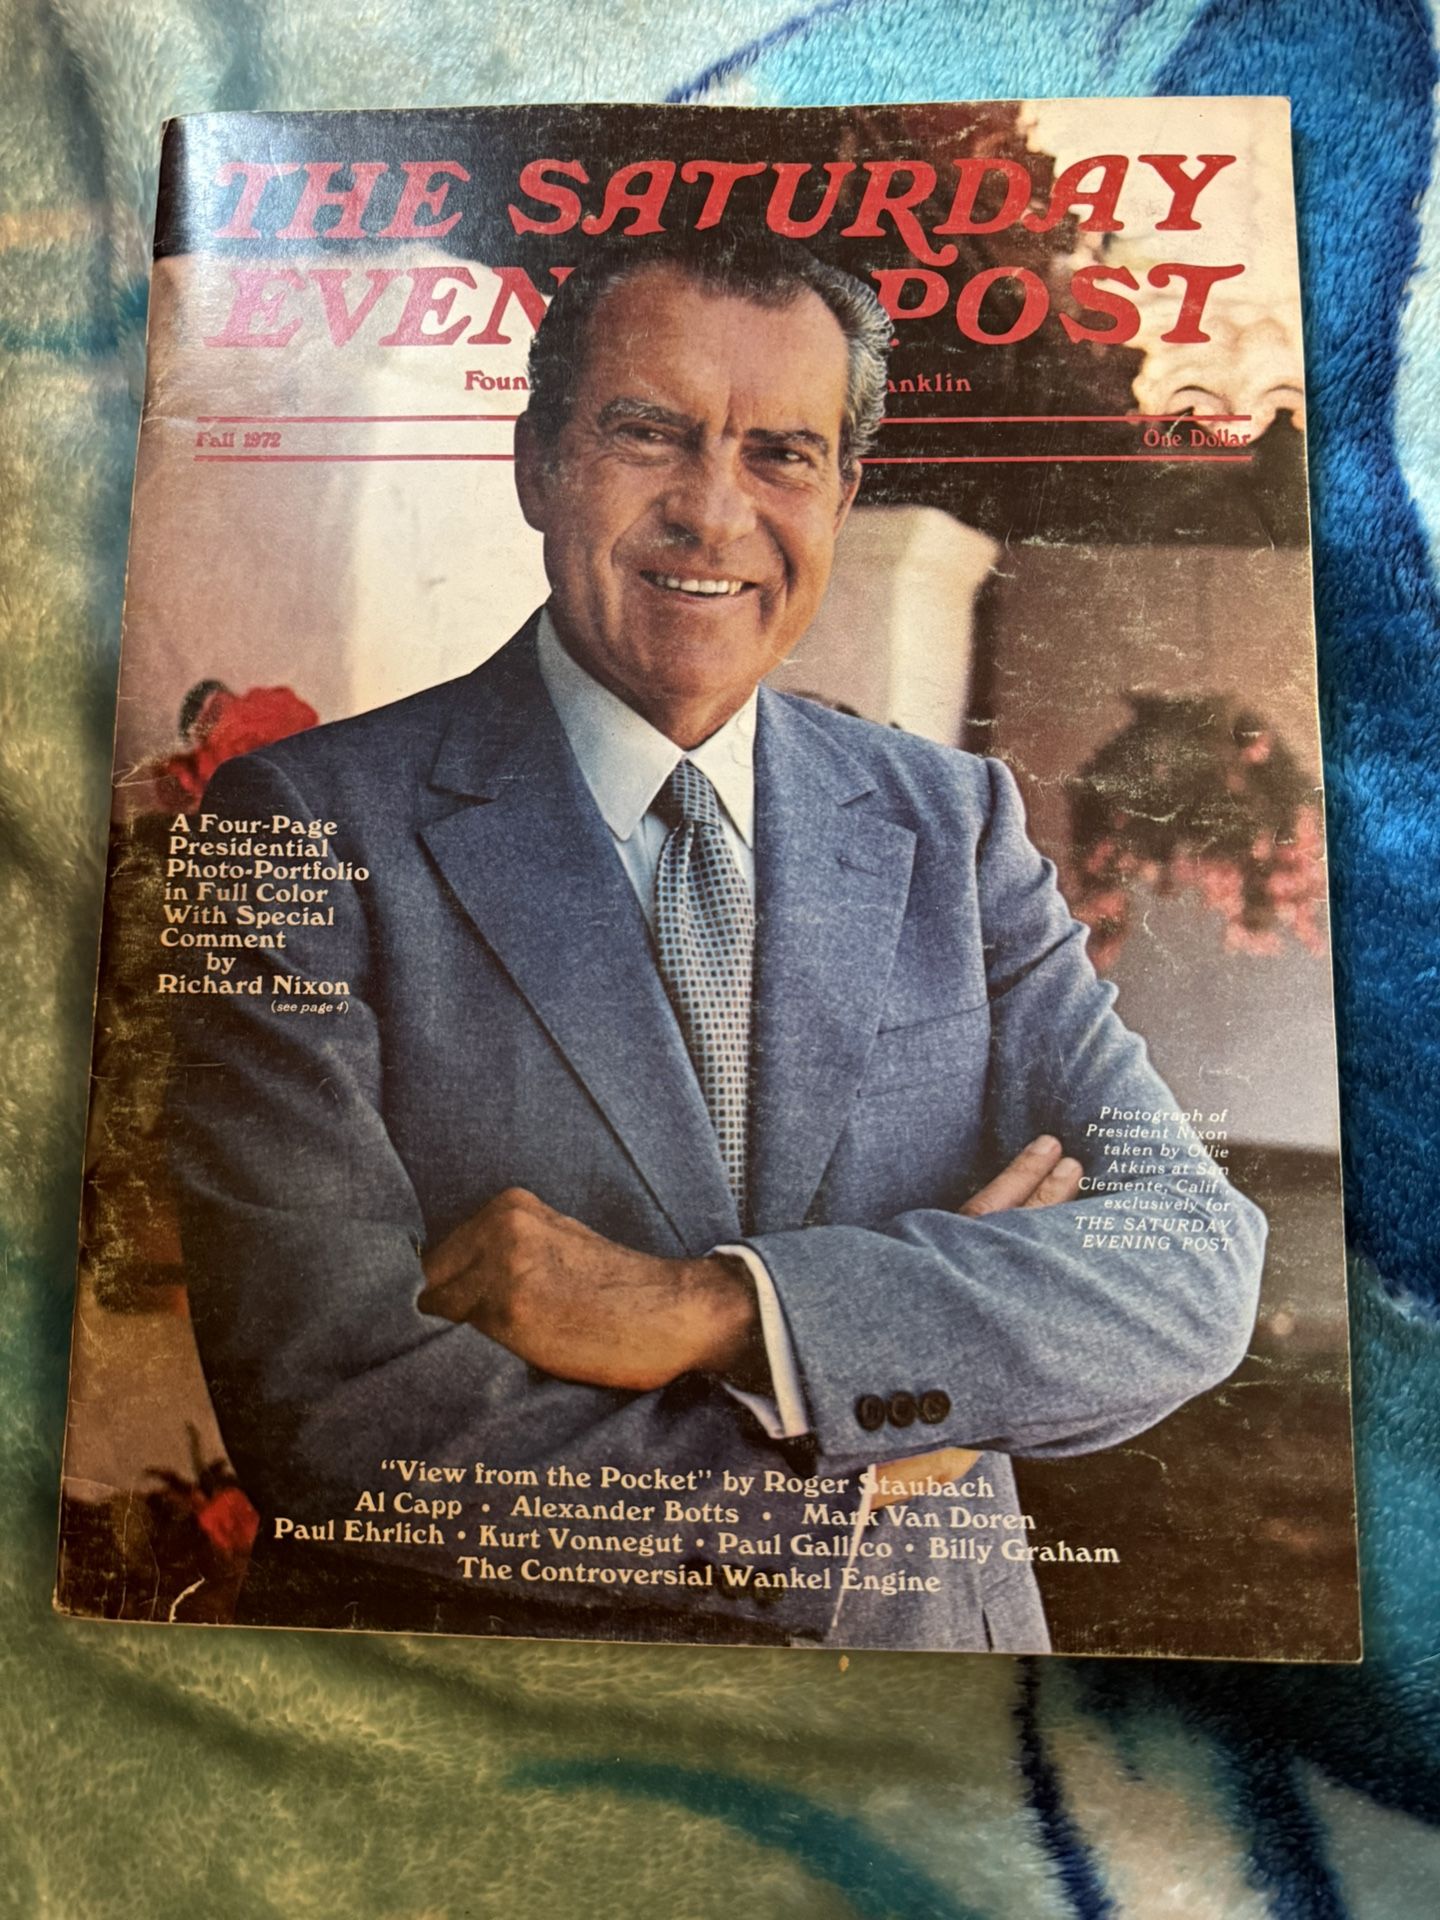 THE SATURDAY
EVEN POST
Foun anklin
Fall 1972
One Dollar
A Four-Page
Presidential
Photo-Portfolio
in Full Color
With Special
Comment
by
Richard Nixon
(see page 4)
Photograph of
President Nixon
taken by Ollie
Atkins at San
Clemente, Calif.,
exclusively for
THE SATURDAY
EVENING POST
"View from the Pocket" by Roger Staubach
Al Capp • Alexander Botts • Mark Van Doren
Paul Ehrlich • Kurt Vonnegut • Paul Gallico • Billy Graham
The Controversial Wankel Engine